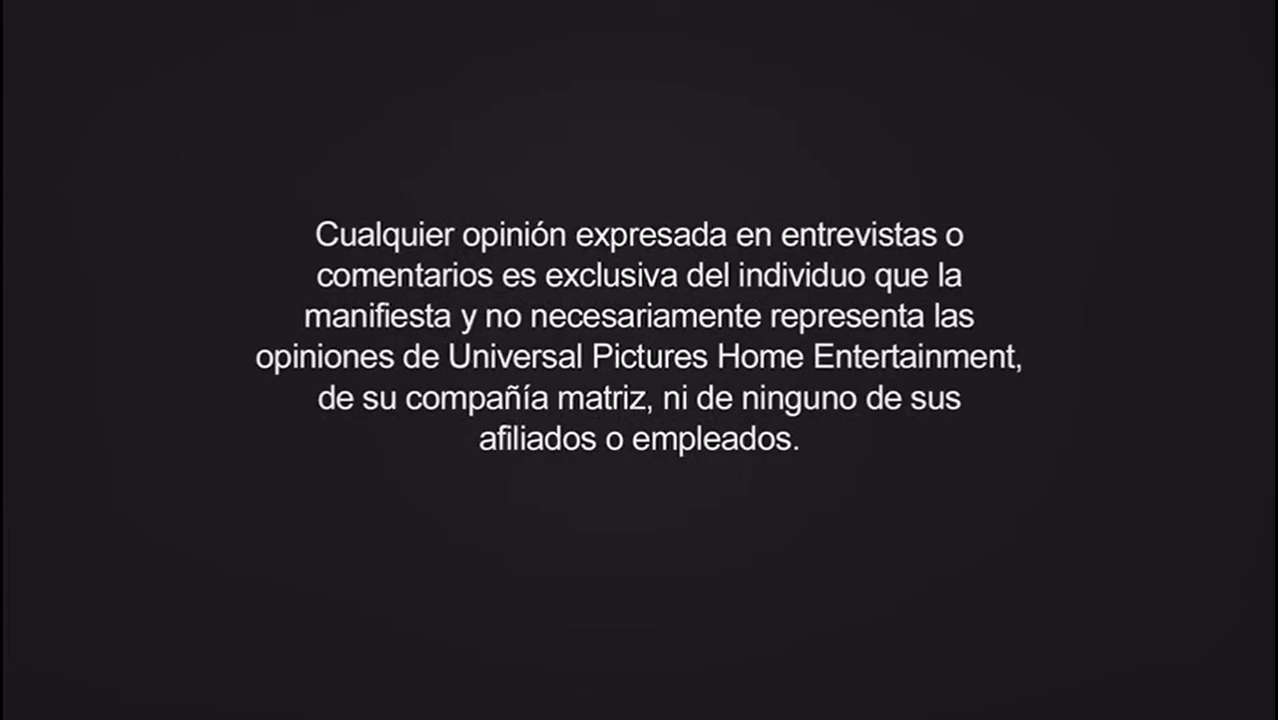 Cualquier opinión expresada en entrevistas o
comentarios es exclusiva del individuo que la
manifiesta y no necesariamente representa las
opiniones de Universal Pictures Home Entertainment,
de su compañía matriz, ni de ninguno de sus
afiliados o empleados.